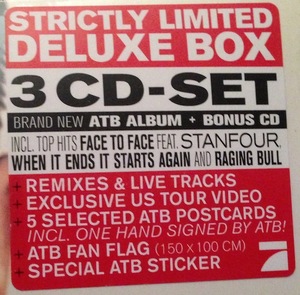 STRICTLY LIMITED
DELUXE BOX
3 CD-SET
BRAND NEW ATB ALBUM + BONUS CD
INCL. TOP HITS FACE TO FACE FEAT. STANFOUR,
WHEN IT ENDS IT STARTS AGAIN AND RAGING BULL
+ REMIXES & LIVE TRACKS
+ EXCLUSIVE US TOUR VIDEO
+ 5 SELECTED ATB POSTCARDS
INCL. ONE HAND SIGNED BY ATB!
+ ATB FAN FLAG (150 x 100 CM)
+ SPECIAL ATB STICKER